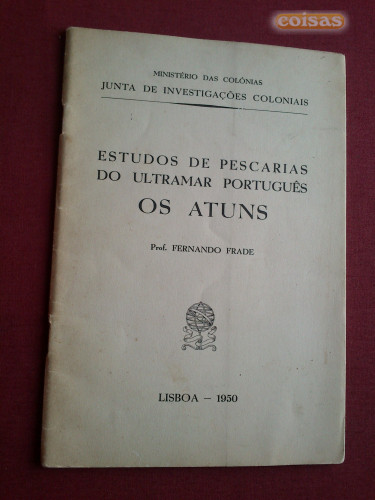 coisas
MINISTÉRIO DAS COLÓNIAS
JUNTA DE INVESTIGAÇÕES COLONIAIS
ESTUDOS DE PESCARIAS
DO ULTRAMAR PORTUGUÊS
OS ATUNS
Prof. FERNANDO FRADE
LISBOA – 1950